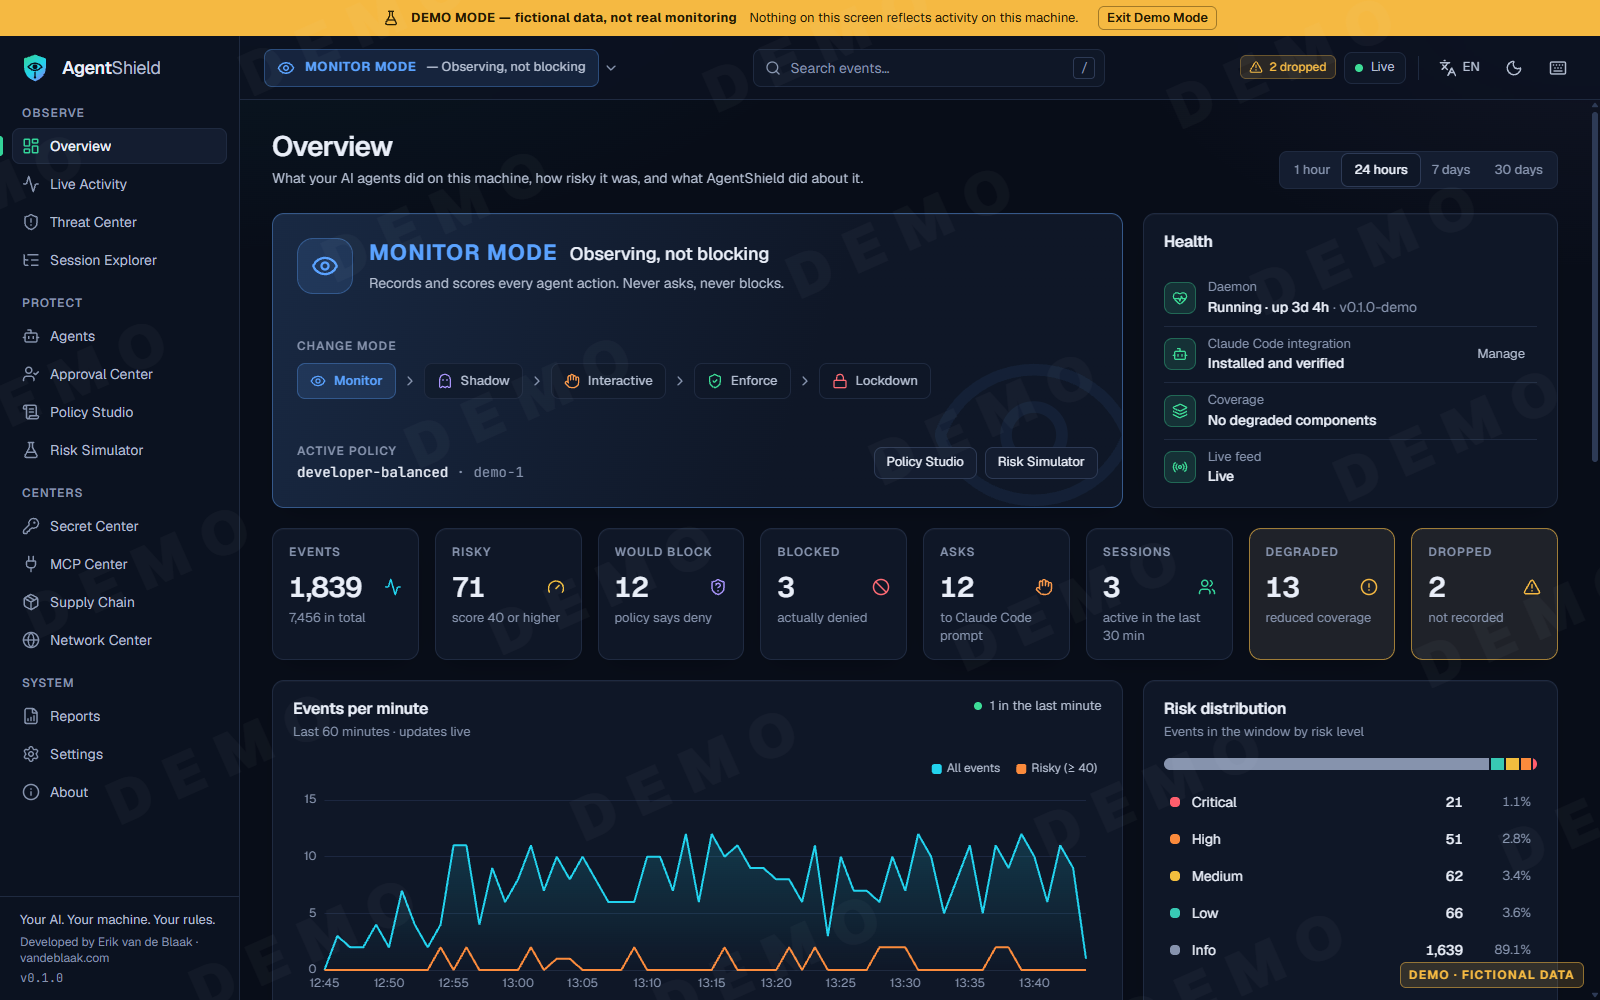 DEMO MODE — fictional data, not real monitoring Nothing on this screen reflects activity on this machine. Exit Demo Mode
AgentShield
MONITOR MODE — Observing, not blocking
Search events... /
2 dropped
Live
EN
OBSERVE
Overview
Live Activity
Threat Center
Session Explorer
PROTECT
Agents
Approval Center
Policy Studio
Risk Simulator
CENTERS
Secret Center
MCP Center
Supply Chain
Network Center
SYSTEM
Reports
Settings
About
Your AI. Your machine. Your rules.
Developed by Erik van de Blaak ·
vandeblaak.com
v0.1.0
Overview
What your AI agents did on this machine, how risky it was, and what AgentShield did about it.
1 hour 24 hours 7 days 30 days
MONITOR MODE Observing, not blocking
Records and scores every agent action. Never asks, never blocks.
CHANGE MODE
Monitor Shadow Interactive Enforce Lockdown
ACTIVE POLICY
developer-balanced · demo-1
Policy Studio Risk Simulator
Health
Daemon
Running · up 3d 4h · v0.1.0-demo
Claude Code integration
Installed and verified
Manage
Coverage
No degraded components
Live feed
Live
EVENTS
1,839
7,456 in total
RISKY
71
score 40 or higher
WOULD BLOCK
12
policy says deny
BLOCKED
3
actually denied
ASKS
12
to Claude Code
prompt
SESSIONS
3
active in the last
30 min
DEGRADED
13
reduced coverage
DROPPED
2
not recorded
Events per minute
Last 60 minutes · updates live
1 in the last minute
All events Risky (≥ 40)
15
10
5
0
12:45 12:50 12:55 13:00 13:05 13:10 13:15 13:20 13:25 13:30 13:35 13:40
Risk distribution
Events in the window by risk level
Critical 21 1.1%
High 51 2.8%
Medium 62 3.4%
Low 66 3.6%
Info 1,639 89.1%
DEMO · FICTIONAL DATA
DEMO